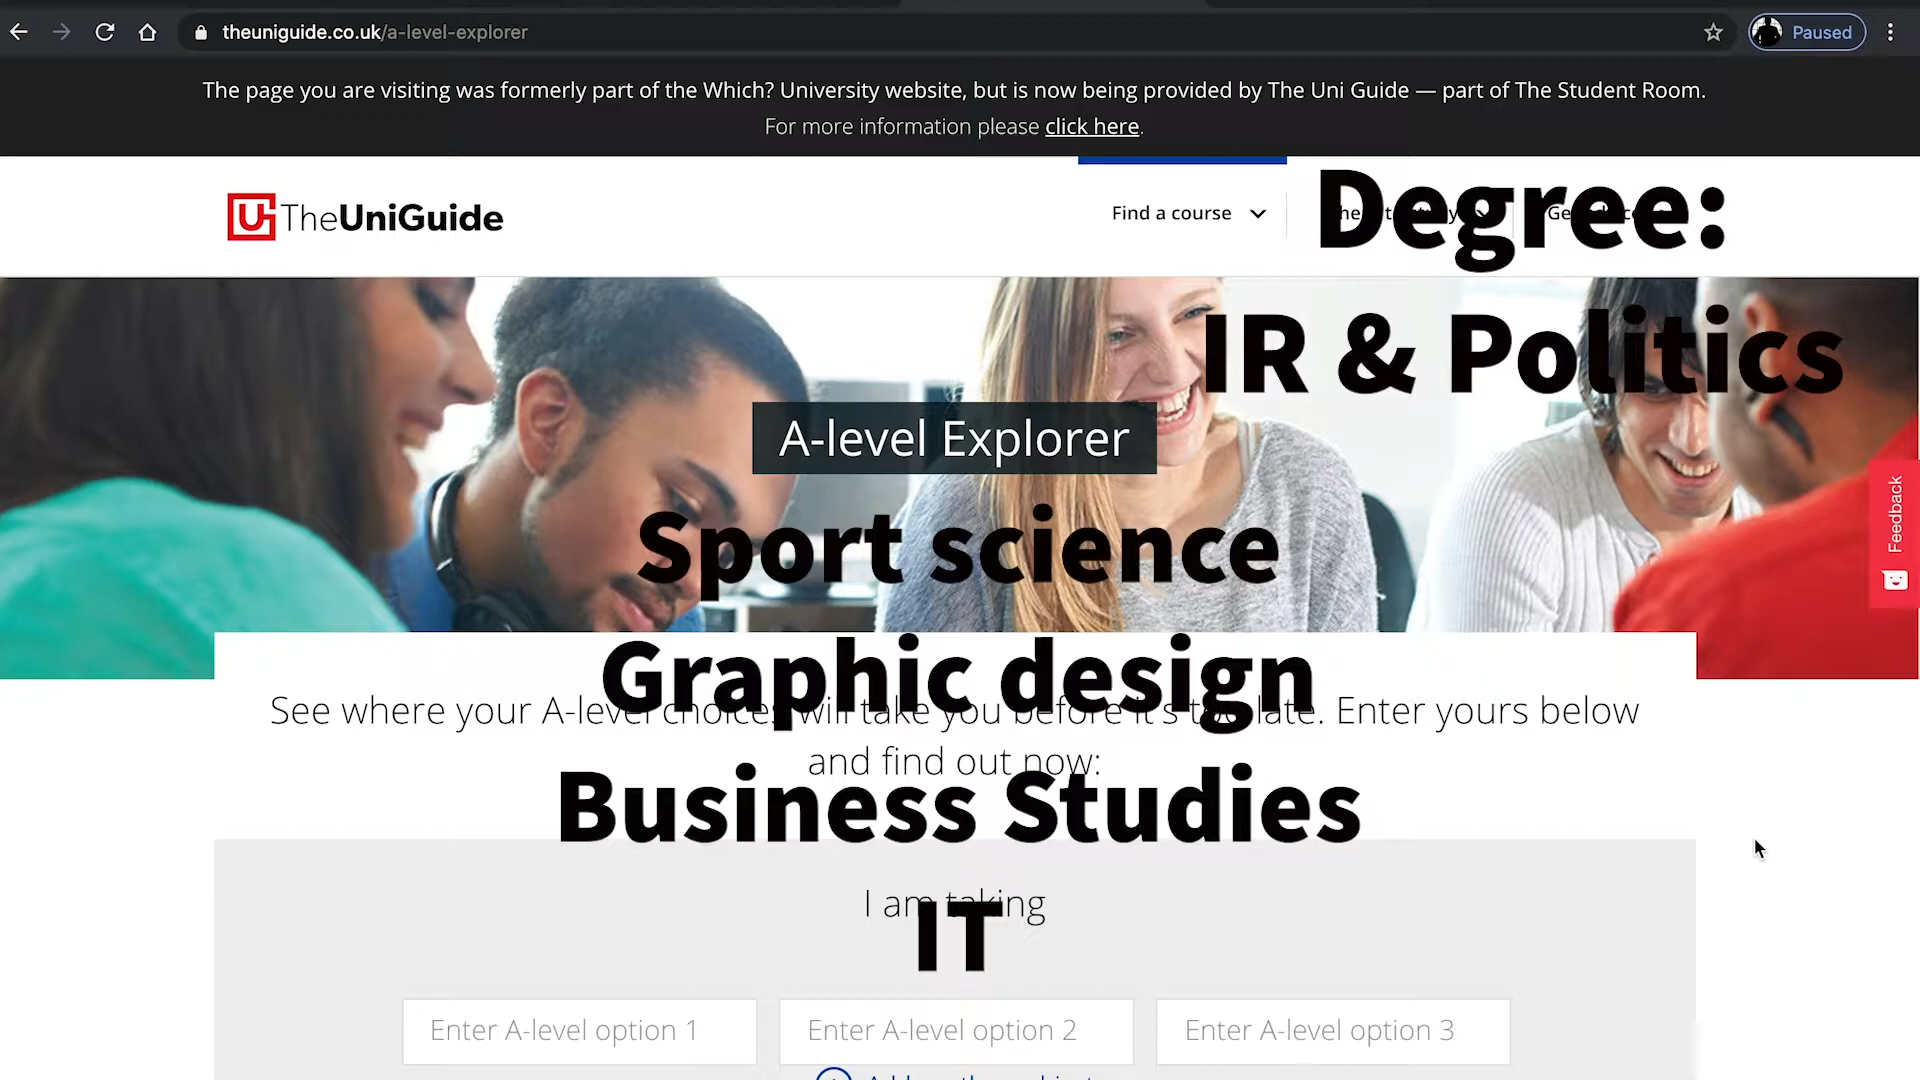 theuniguide.co.uk/a-level-explorer
Paused
The page you are visiting was formerly part of the Which? University website, but is now being provided by The Uni Guide — part of The Student Room.
For more information please click here.
TheUniGuide
Find a course
Degree:
IR & Politics
A-level Explorer
Feedback
Sport science
Graphic design
See where your A-level choices will take you before it's too late. Enter yours below
and find out now:
Business Studies
I am taking
IT
Enter A-level option 1
Enter A-level option 2
Enter A-level option 3